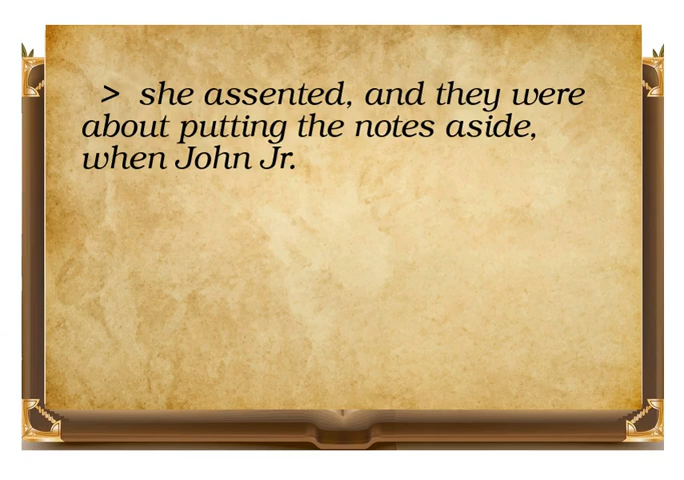 > she assented, and they were
about putting the notes aside,
when John Jr.